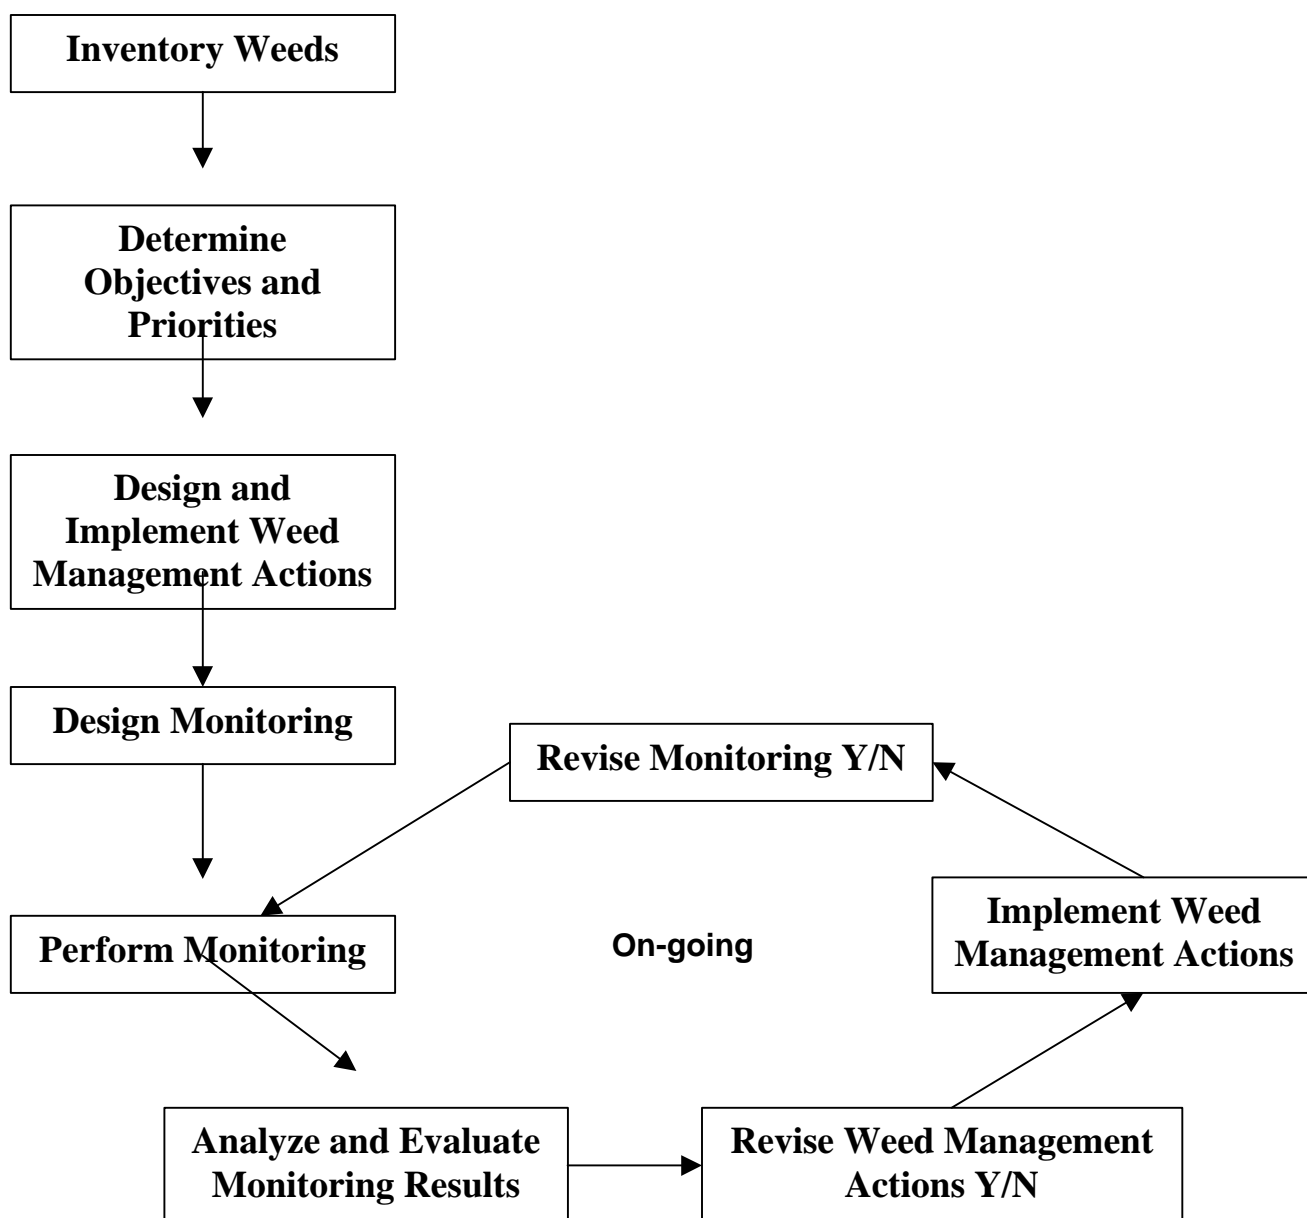 Inventory Weeds
Determine
Objectives and
Priorities
Design and
Implement Weed
Management Actions
Design Monitoring
Revise Monitoring Y/N
Perform Monitoring
On-going
Implement Weed
Management Actions
Analyze and Evaluate
Monitoring Results
Revise Weed Management
Actions Y/N